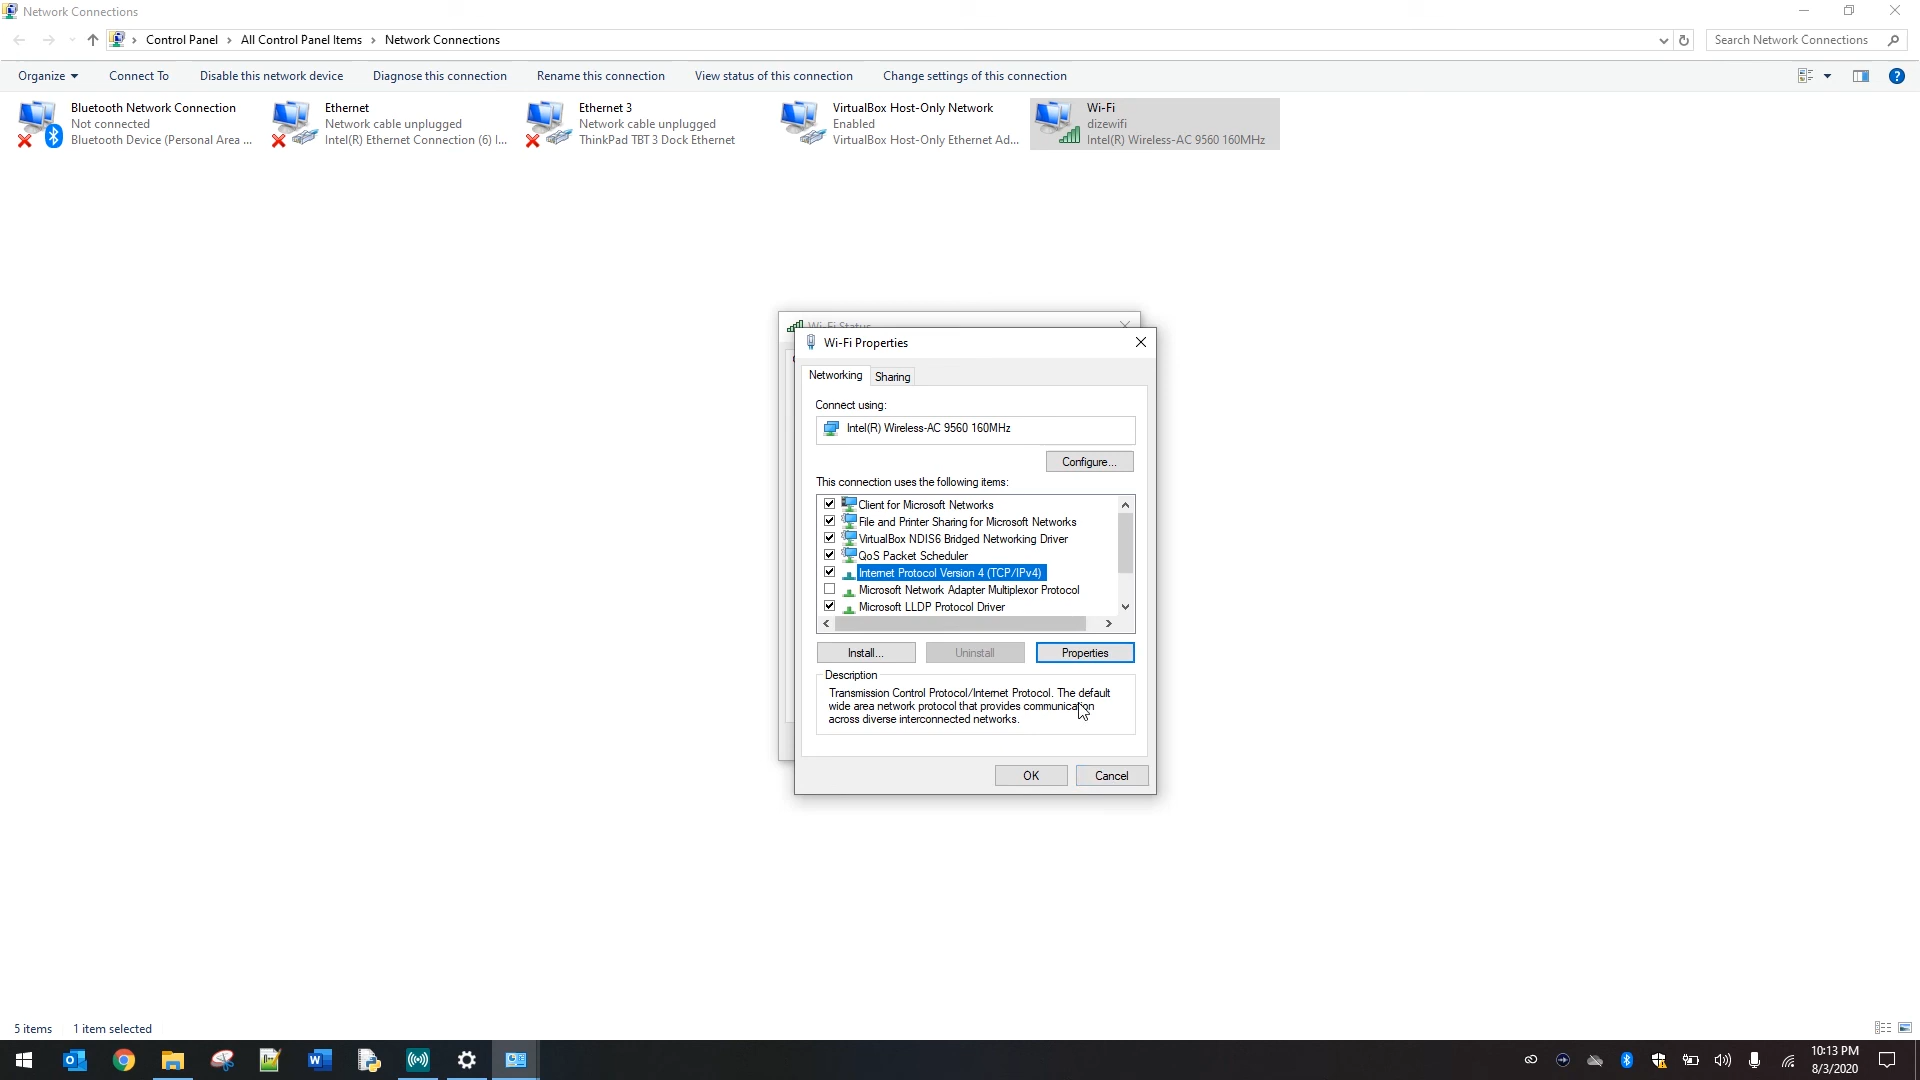 Network Connections
Control Panel > All Control Panel Items > Network Connections
Search Network Connections
Organize
Connect To
Disable this network device
Diagnose this connection
Rename this connection
View status of this connection
Change settings of this connection
Bluetooth Network Connection
Not connected
Bluetooth Device (Personal Area ...
Ethernet
Network cable unplugged
Intel(R) Ethernet Connection (6) I...
Ethernet 3
Network cable unplugged
ThinkPad TBT 3 Dock Ethernet
VirtualBox Host-Only Network
Enabled
VirtualBox Host-Only Ethernet Ad...
Wi-Fi
dizewifi
Intel(R) Wireless-AC 9560 160MHz
Wi-Fi Status
Wi-Fi Properties
Networking
Sharing
Connect using:
Intel(R) Wireless-AC 9560 160MHz
Configure...
This connection uses the following items:
Client for Microsoft Networks
File and Printer Sharing for Microsoft Networks
VirtualBox NDIS6 Bridged Networking Driver
QoS Packet Scheduler
Internet Protocol Version 4 (TCP/IPv4)
Microsoft Network Adapter Multiplexor Protocol
Microsoft LLDP Protocol Driver
Install...
Uninstall
Properties
Description
Transmission Control Protocol/Internet Protocol. The default
wide area network protocol that provides communication
across diverse interconnected networks.
OK
Cancel
5 items
1 item selected
10:13 PM
8/3/2020